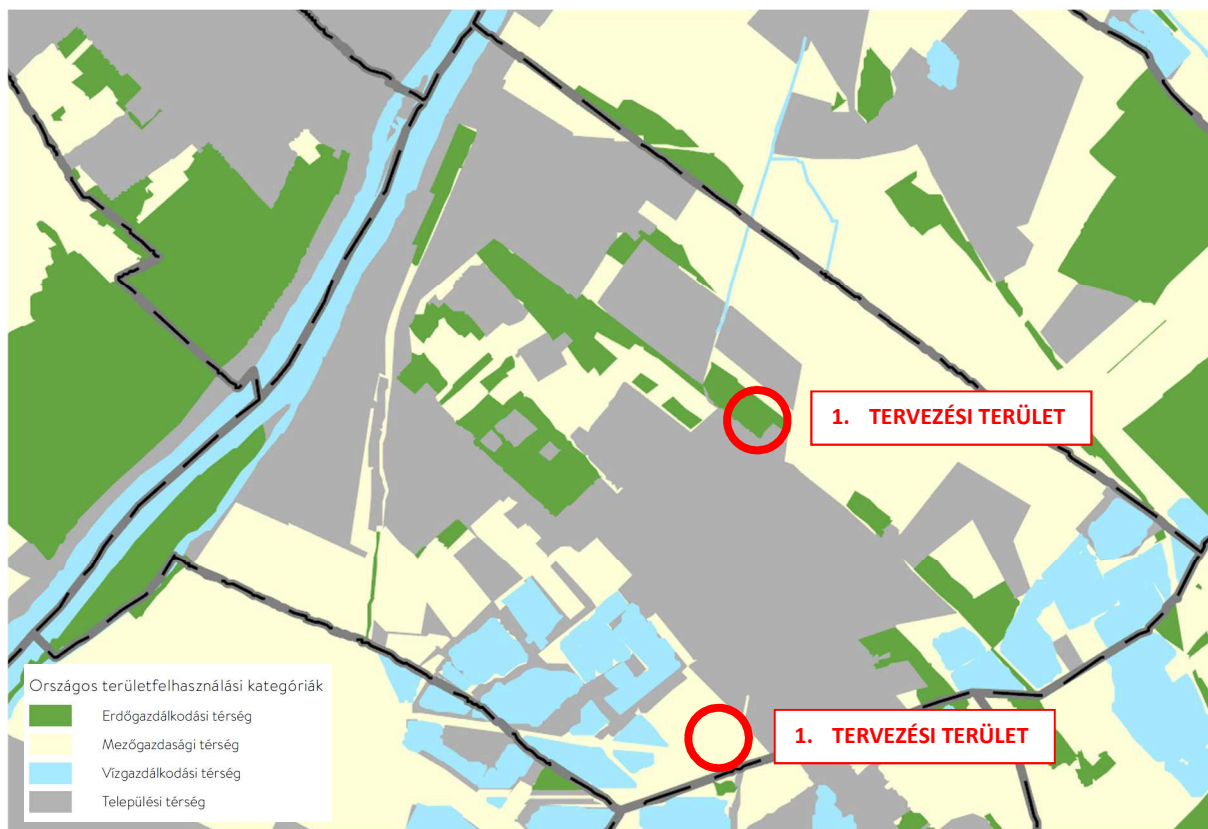 1. TERVEZÉSI TERÜLET
1. TERVEZÉSI TERÜLET
Országos területfelhasználási kategóriák
Erdőgazdálkodási térség
Mezőgazdasági térség
Vízgazdálkodási térség
Települési térség